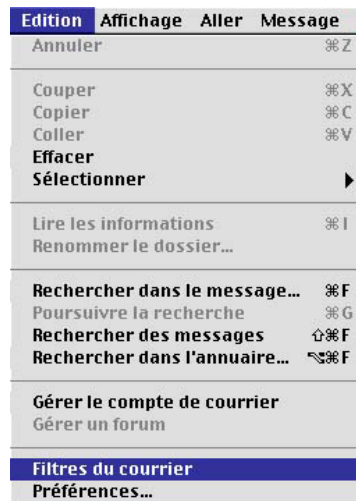 Edition Affichage Aller Message
Annuler ⌘Z
Couper ⌘X
Copier ⌘C
Coller ⌘V
Effacer
Sélectionner
Lire les informations ⌘I
Renommer le dossier...
Rechercher dans le message... ⌘F
Poursuivre la recherche ⌘G
Rechercher des messages ⇧⌘F
Rechercher dans l'annuaire... ⌥⌘F
Gérer le compte de courrier
Gérer un forum
Filtres du courrier
Préférences...